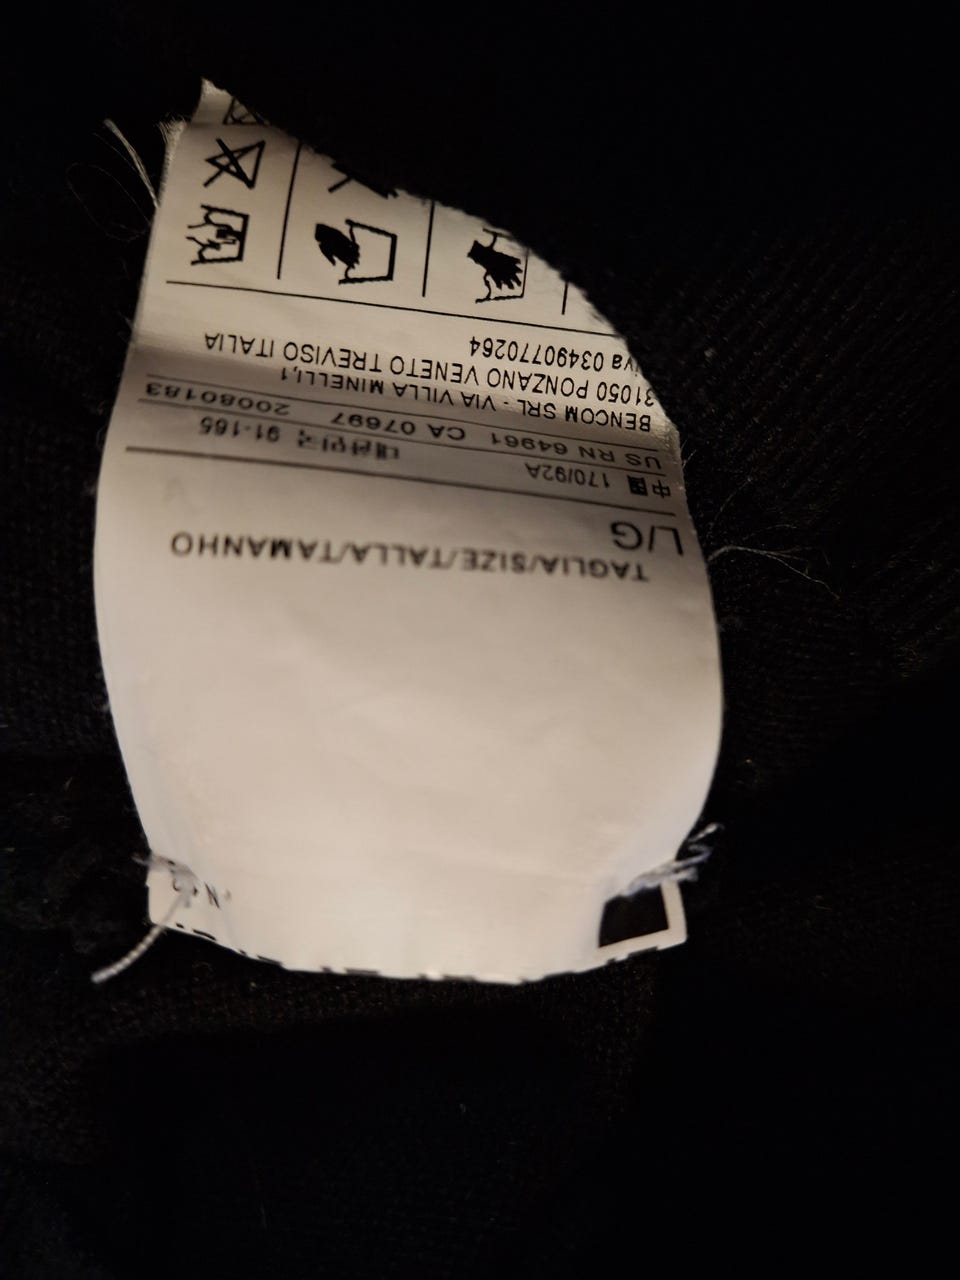 TAGLIA/SIZE/TALLA/TAMANHO
L/G
中国 170/92A 대한민국 91-165
US RN 64961 CA 07697 20080183
BENCOM SRL - VIA VILLA MINELLI,1
31050 PONZANO VENETO TREVISO ITALIA
iva 03490770264